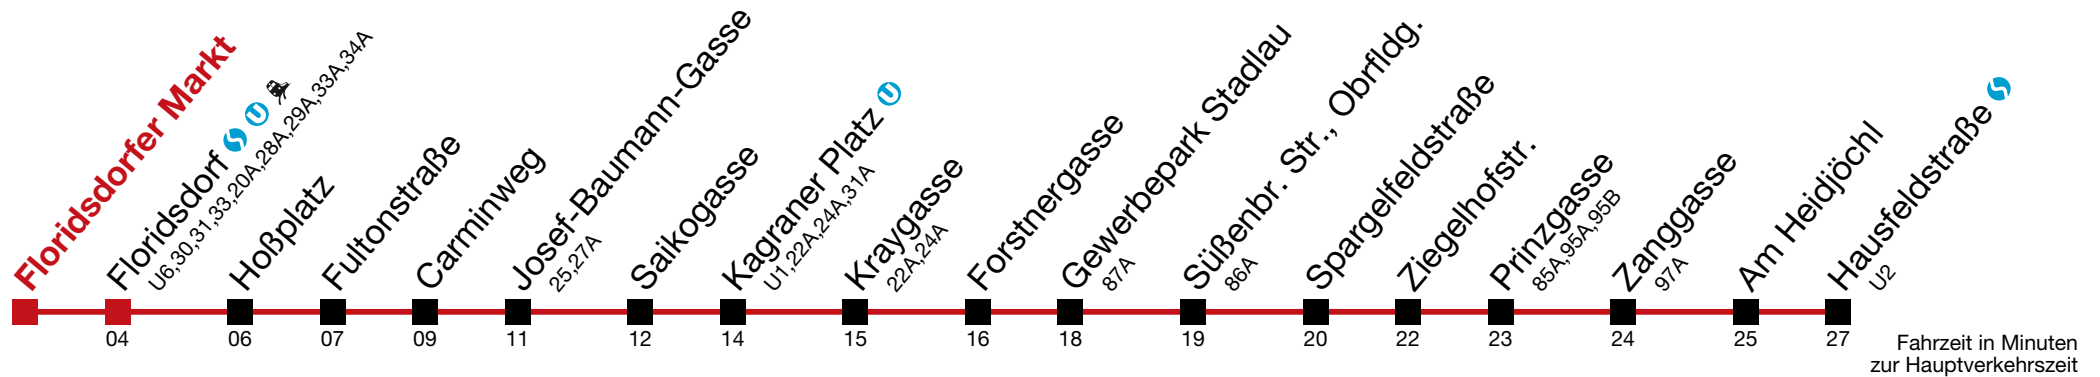 Floridsdorfer Markt
Floridsdorf
U6,30,31,33,20A,28A,29A,33A,34A
Hoßplatz
Fultonstraße
Carminweg
Josef-Baumann-Gasse
25,27A
Saikogasse
Kagraner Platz U
U1,22A,24A,31A
Kraygasse
22A,24A
Forstnergasse
Gewerbepark Stadlau
87A
Süßenbr. Str., Obrfldg.
86A
Spargelfeldstraße
Ziegelhofstr.
Prinzgasse
85A,95A,95B
Zanggasse
97A
Am Heidjöchl
Hausfeldstraße
U2
04 06 07 09 11 12 14 15 16 18 19 20 22 23 24 25 27
Fahrzeit in Minuten
zur Hauptverkehrszeit